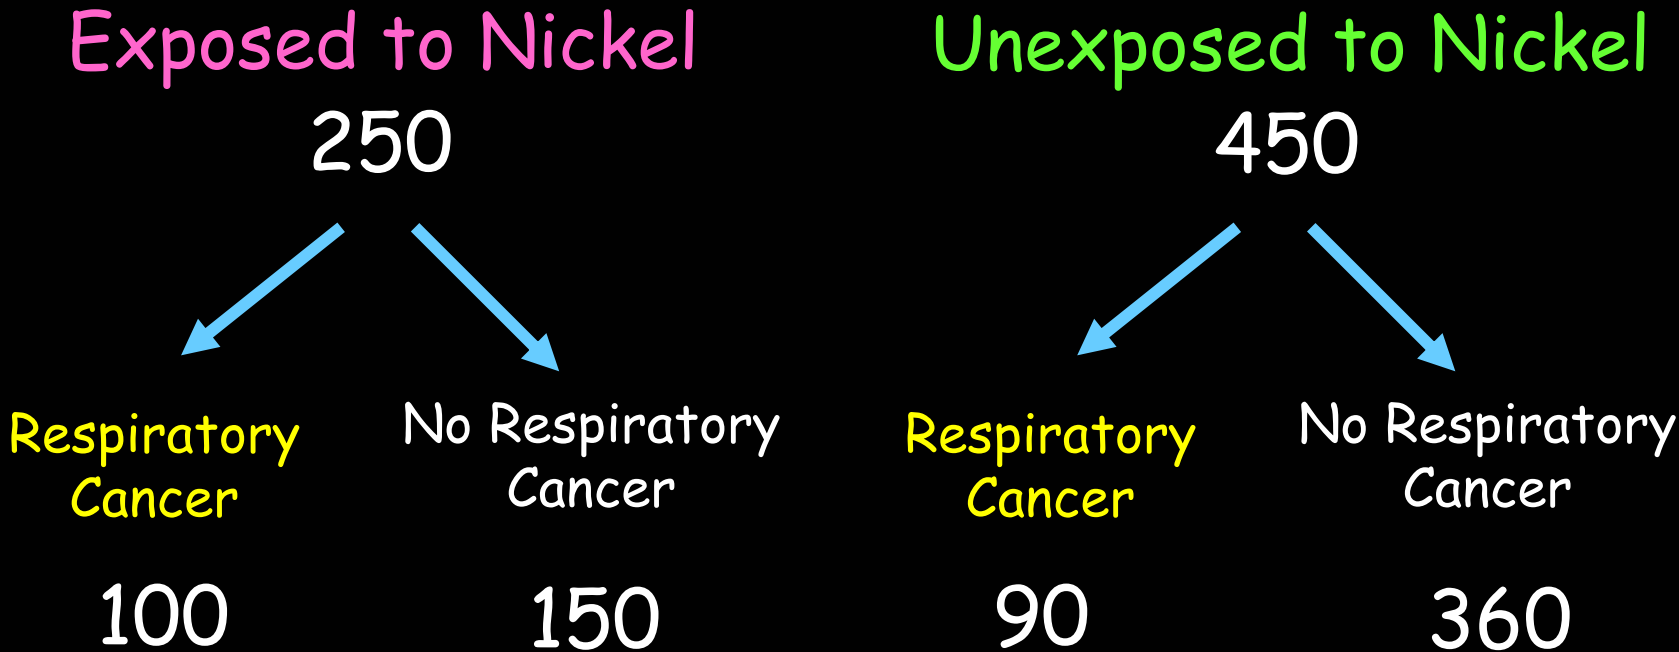 Exposed to Nickel
250
Respiratory
Cancer
100
No Respiratory
Cancer
150
Unexposed to Nickel
450
Respiratory
Cancer
90
No Respiratory
Cancer
360